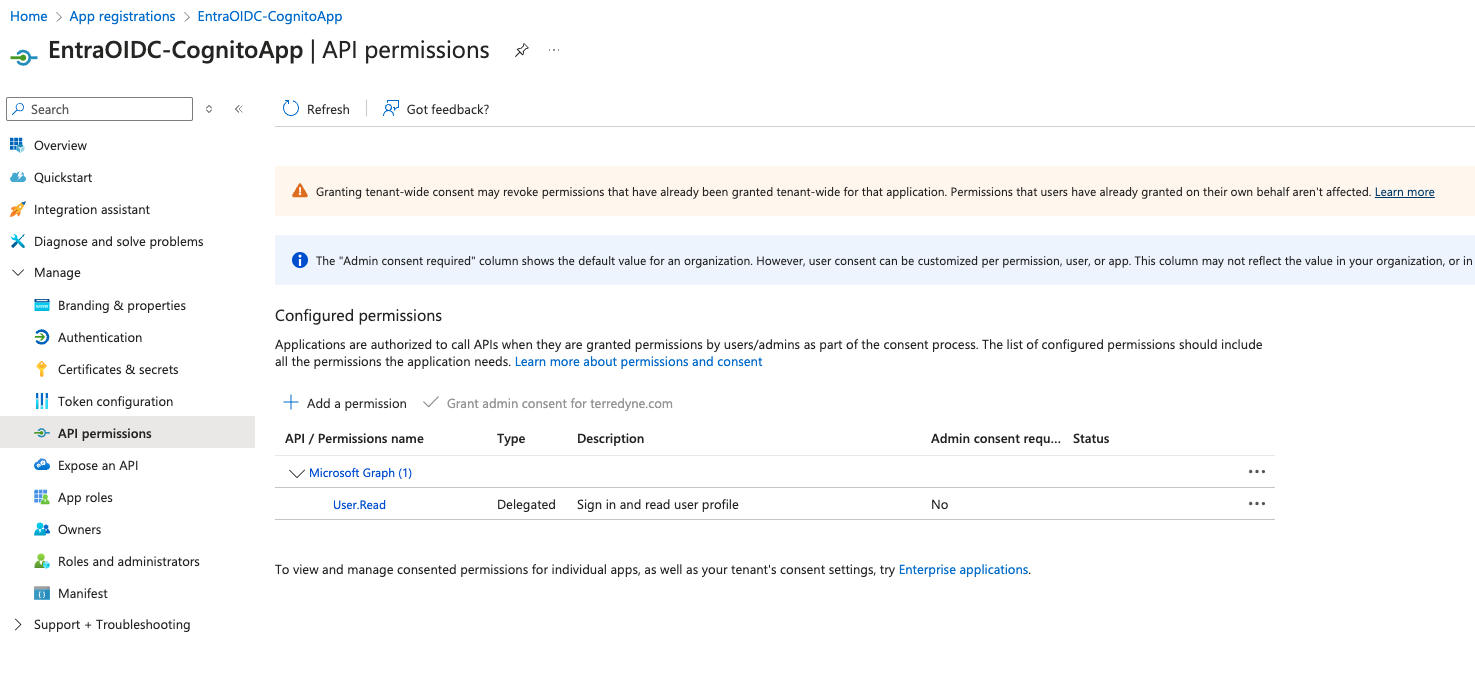 Home > App registrations > EntraOIDC-CognitoApp
EntraOIDC-CognitoApp | API permissions
Search
Refresh
Got feedback?
Overview
Quickstart
Integration assistant
Diagnose and solve problems
Manage
Branding & properties
Authentication
Certificates & secrets
Token configuration
API permissions
Expose an API
App roles
Owners
Roles and administrators
Manifest
Support + Troubleshooting
Granting tenant-wide consent may revoke permissions that have already been granted tenant-wide for that application. Permissions that users have already granted on their own behalf aren't affected. Learn more
The "Admin consent required" column shows the default value for an organization. However, user consent can be customized per permission, user, or app. This column may not reflect the value in your organization, or in
Configured permissions
Applications are authorized to call APIs when they are granted permissions by users/admins as part of the consent process. The list of configured permissions should include
all the permissions the application needs. Learn more about permissions and consent
Add a permission
Grant admin consent for terredyne.com
API / Permissions name Type Description Admin consent requ... Status
Microsoft Graph (1)
User.Read Delegated Sign in and read user profile No
To view and manage consented permissions for individual apps, as well as your tenant's consent settings, try Enterprise applications.